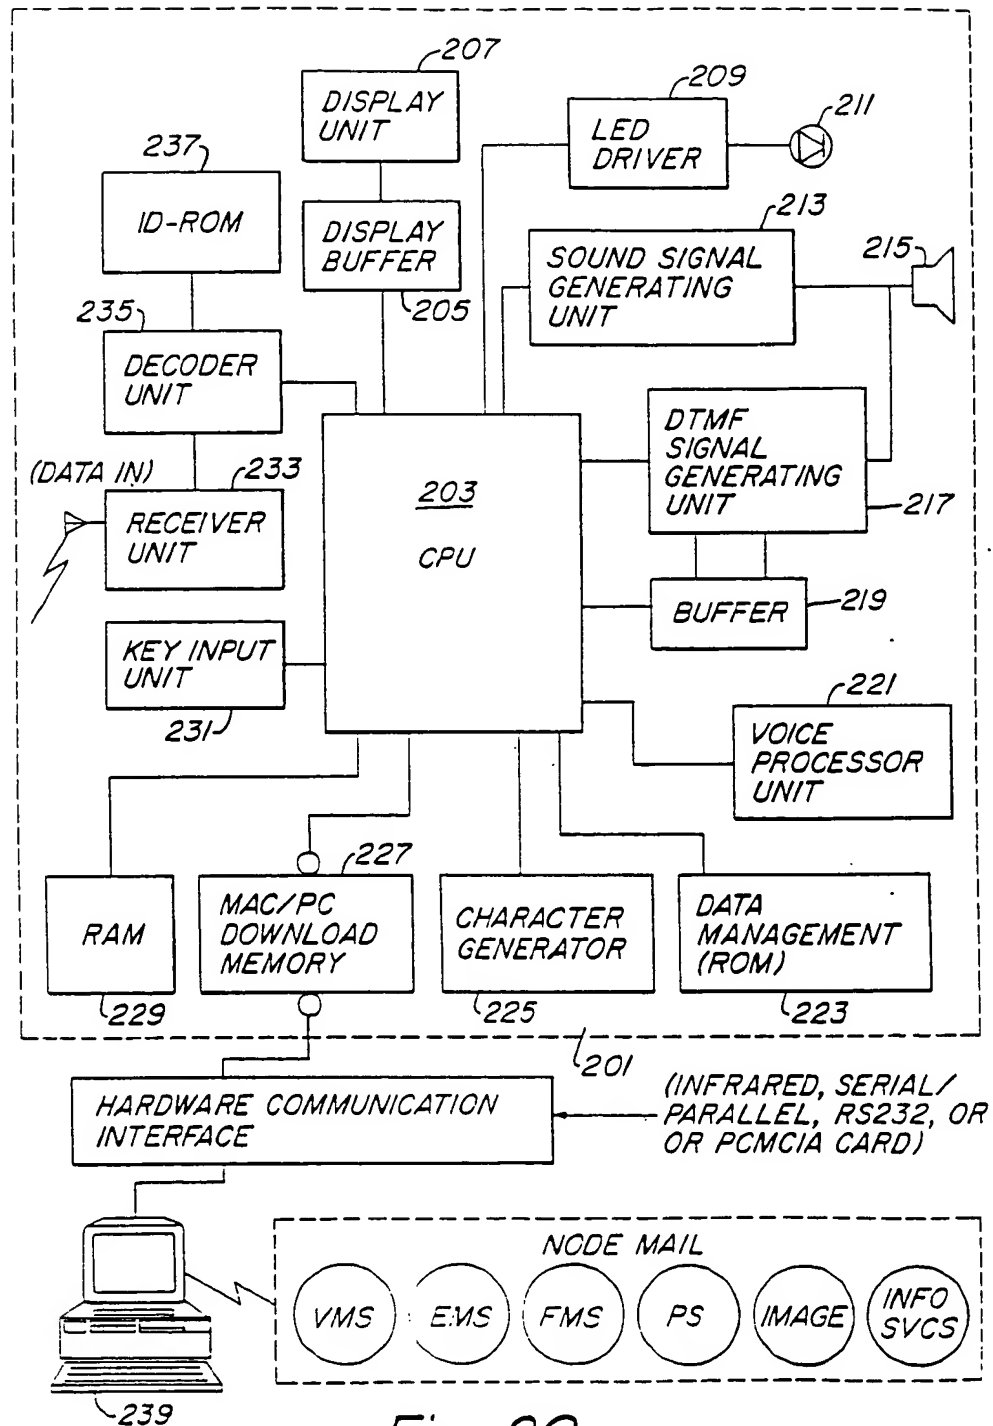 207
DISPLAY
UNIT
209
LED
DRIVER
211
237
ID-ROM
DISPLAY
BUFFER
205
213
SOUND SIGNAL
GENERATING
UNIT
215
235
DECODER
UNIT
DTMF
SIGNAL
GENERATING
UNIT
217
(DATA IN)
233
RECEIVER
UNIT
203
CPU
BUFFER
219
KEY INPUT
UNIT
231
221
VOICE
PROCESSOR
UNIT
RAM
229
227
MAC/PC
DOWNLOAD
MEMORY
CHARACTER
GENERATOR
225
DATA
MANAGEMENT
(ROM)
223
201
HARDWARE COMMUNICATION
INTERFACE
(INFRARED, SERIAL/
PARALLEL, RS232, OR
OR PCMCIA CARD)
239
NODE MAIL
VMS
EMS
FMS
PS
IMAGE
INFO
SVCS